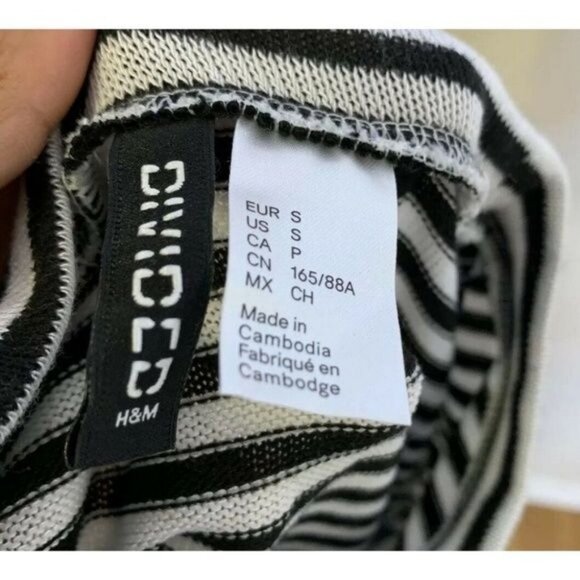 DIVIDED
H&M
EUR S
US S
CA P
CN 165/88A
MX CH
Made in
Cambodia
Fabriqué en
Cambodge